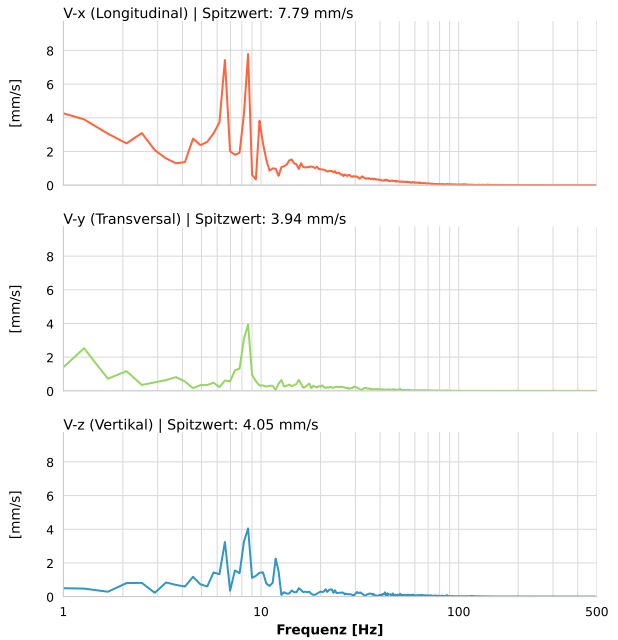 V-x (Longitudinal) | Spitzwert: 7.79 mm/s
8
6
4
2
0
[mm/s]
V-y (Transversal) | Spitzwert: 3.94 mm/s
8
6
4
2
0
[mm/s]
V-z (Vertikal) | Spitzwert: 4.05 mm/s
8
6
4
2
0
[mm/s]
1 10 100 500
Frequenz [Hz]